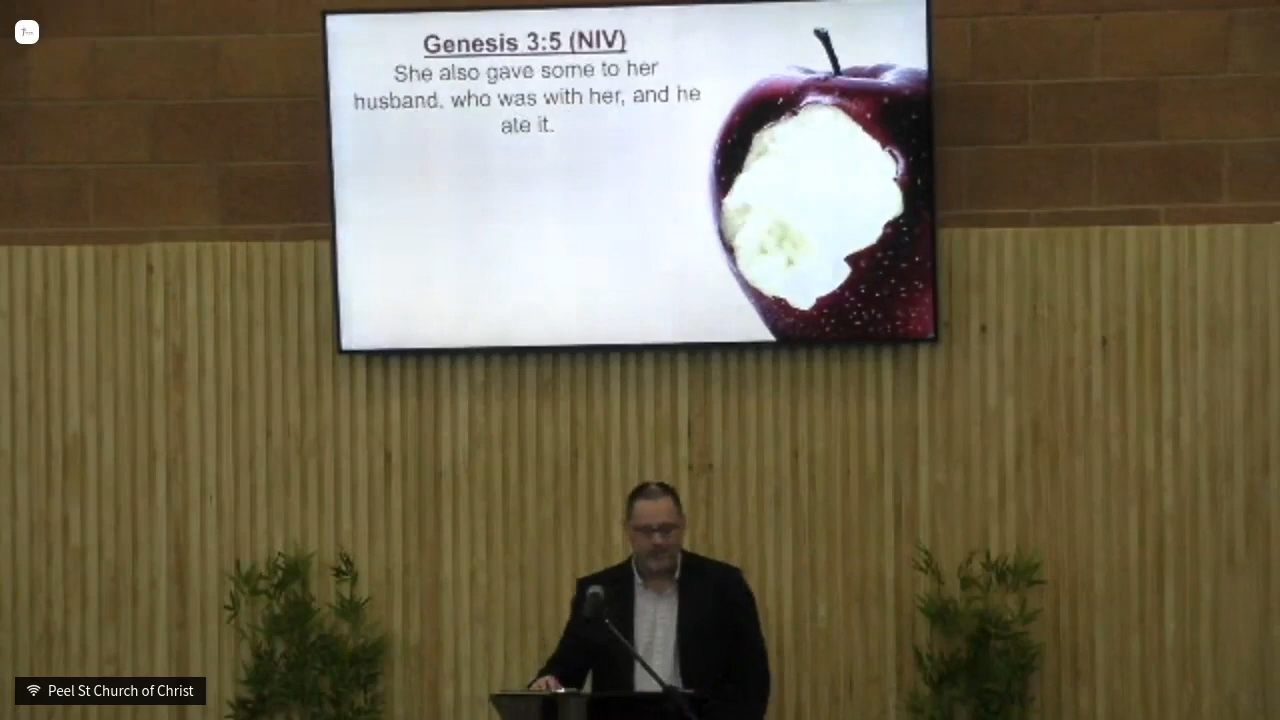 Genesis 3:5 (NIV)
She also gave some to her
husband, who was with her, and he
ate it.
Peel St Church of Christ